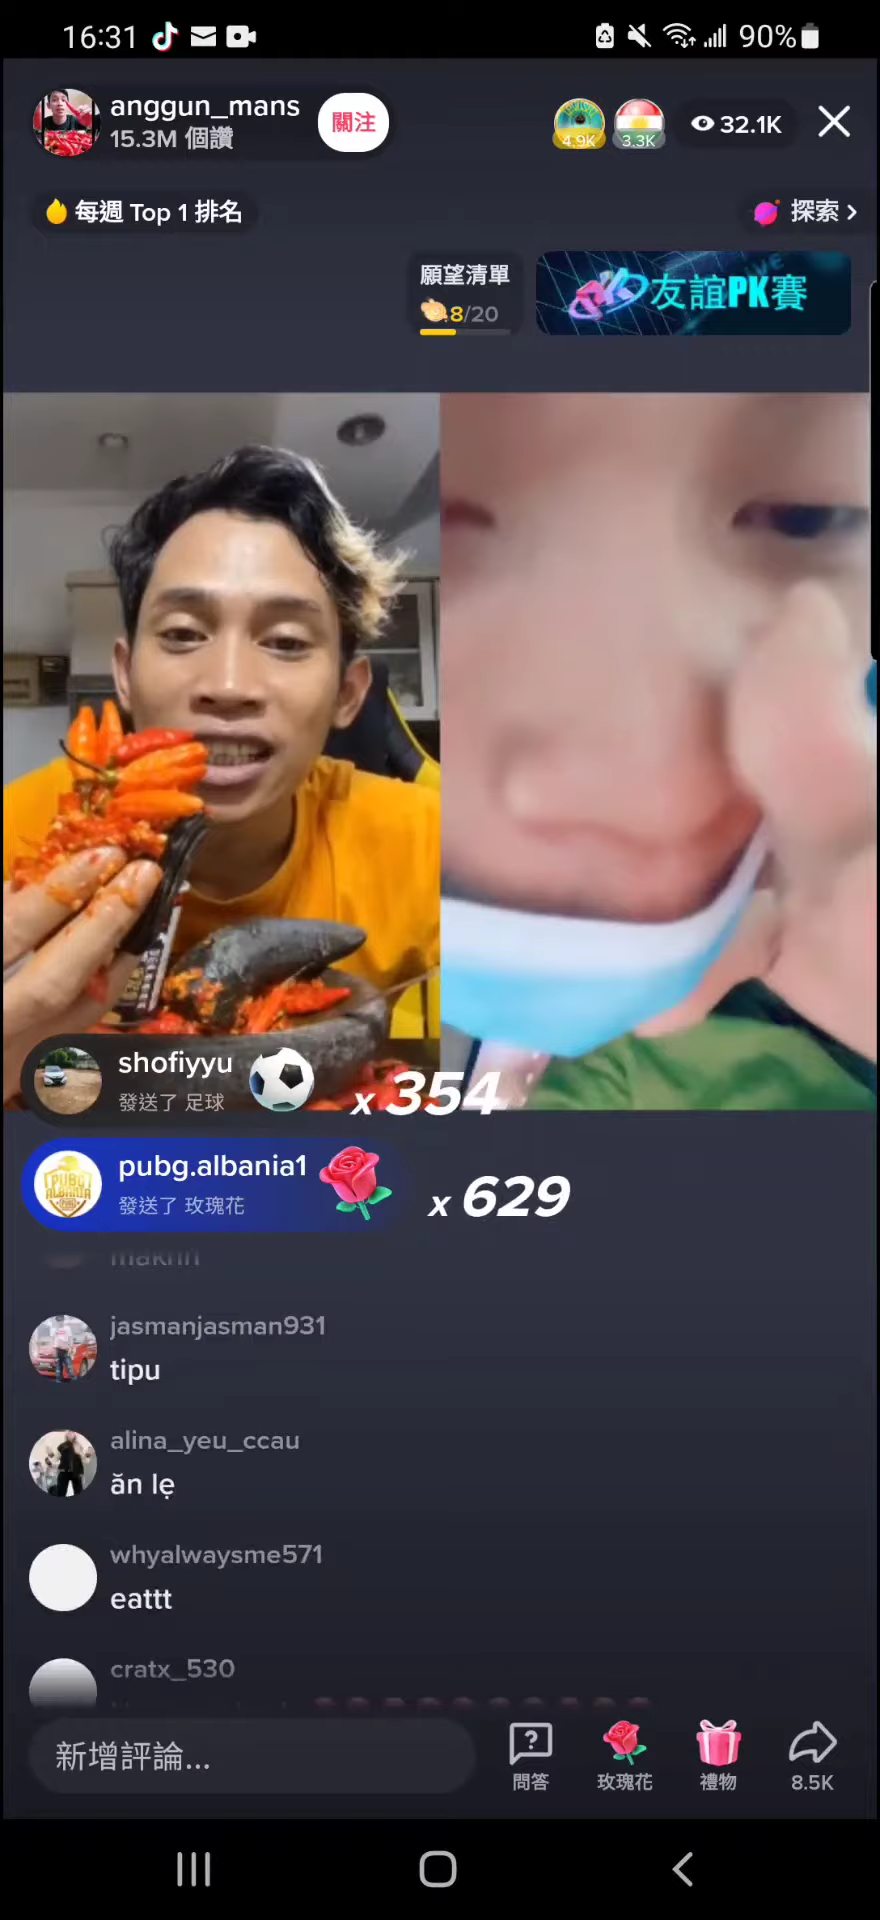 16:31
90%
anggun_mans
15.3M 個讚
關注
4.9K
3.3K
32.1K
每週 Top 1 排名
探索
願望清單
8/20
友誼PK賽
shofiyyu
發送了 足球
x 354
PUBG
ALBANIA
pubg.albania1
發送了 玫瑰花
x 629
jasmanjasman931
tipu
alina_yeu_ccau
ăn lẹ
whyalwaysme571
eattt
cratx_530
新增評論...
問答
玫瑰花
禮物
8.5K